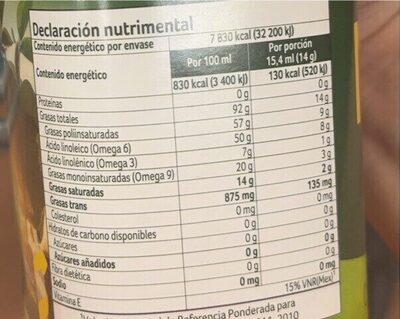 Declaración nutrimental
Contenido energético por envase 7 830 kcal (32 200 kJ)
Por 100 ml Por porción
15,4 ml (14 g)
Contenido energético 830 kcal (3 400 kJ) 130 kcal (520 kJ)
Proteínas 0 g 0 g
Grasas totales 92 g 14 g
Grasas poliinsaturadas 57 g 9 g
Ácido linoleico (Omega 6) 50 g 8 g
Ácido linolénico (Omega 3) 7g 1 g
Grasas monoinsaturadas (Omega 9) 20 g 3 g
Grasas saturadas 14 g 2 g
Grasas trans 875 mg 135 mg
Colesterol 0 mg 0 mg
Hidratos de carbono disponibles 0 g 0 g
Azúcares 0 g 0 g
Azúcares añadidos 0 g 0 g
Fibra dietética 0 g 0 g
Sodio 0 mg 0 mg
Vitamina E 15% VNR(Mex)
Referencia Ponderada para
2010